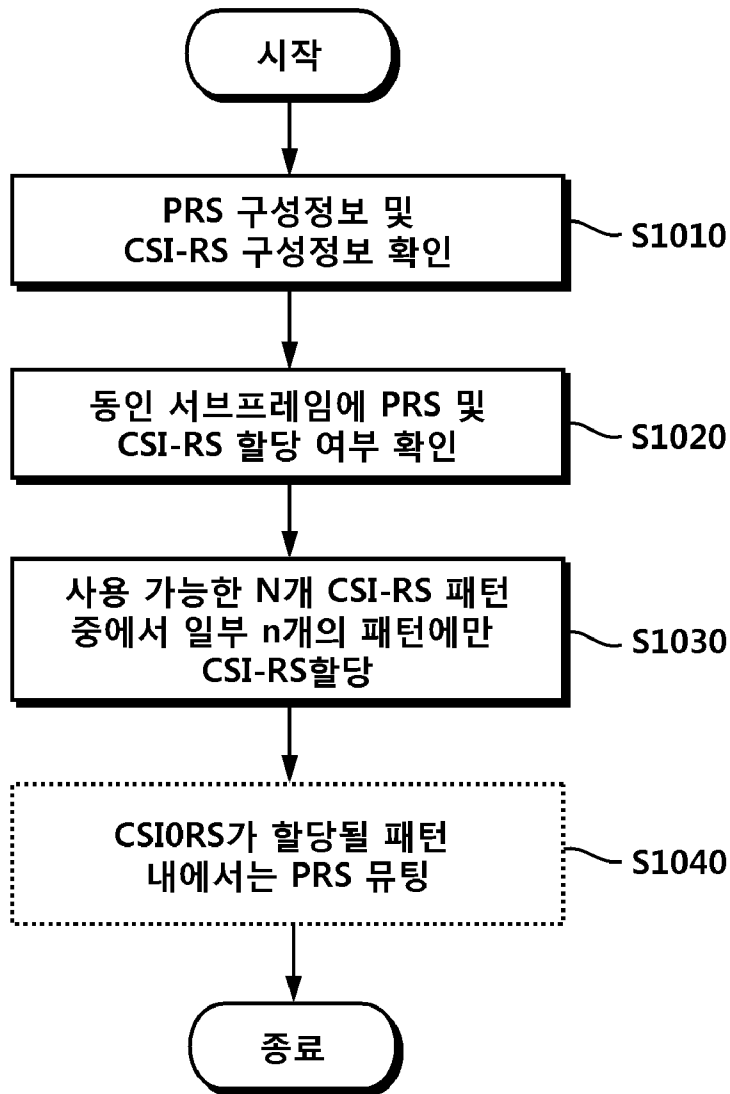 시작
PRS 구성정보 및
CSI-RS 구성정보 확인
S1010
동인 서브프레임에 PRS 및
CSI-RS 할당 여부 확인
S1020
사용 가능한 N개 CSI-RS 패턴
중에서 일부 n개의 패턴에만
CSI-RS할당
S1030
CSI0RS가 할당될 패턴
내에서는 PRS 뮤팅
S1040
종료